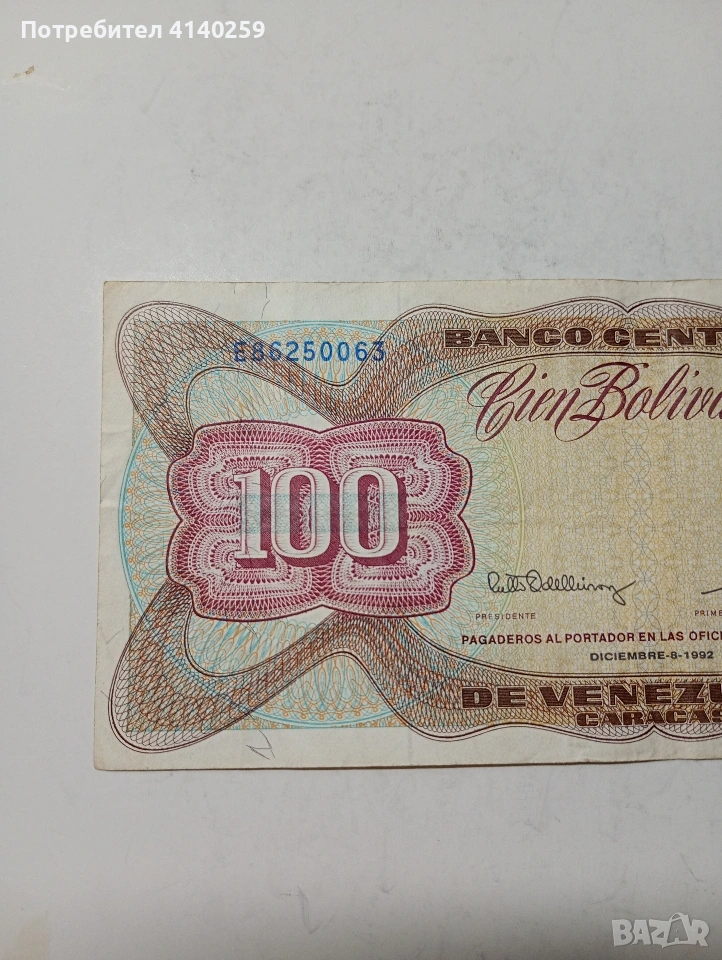 Потребител 4140259
E86250063
BANCO CENT
Cien Boliva
100
PRESIDENTE
PRIME
PAGADEROS AL PORTADOR EN LAS OFICI
DICIEMBRE-8-1992
DE VENEZU
CARACAS
BAZAR